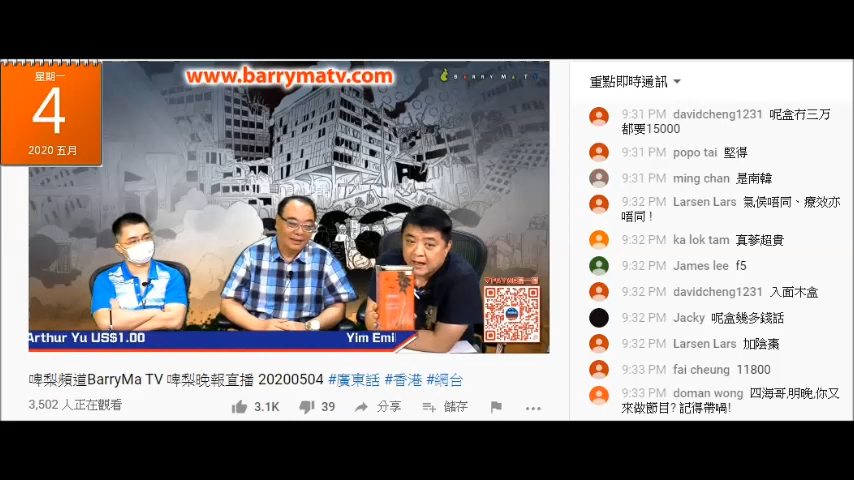 星期一
4
2020 五月
www.barrymatv.com
BARRY MA TV
Arthur Yu US$1.00
Yim Emil
啤梨頻道BarryMa TV 啤梨晚報直播 20200504 #廣東話 #香港 #網台
3,502 人正在觀看
3.1K
39
分享
儲存
重點即時通訊
9:31 PM davidcheng1231 呢盒冇三万
都要15000
9:31 PM popo tai 堅得
9:31 PM ming chan 是南韓
9:32 PM Larsen Lars 氣侯唔同、療效亦
唔同！
9:32 PM ka lok tam 真蔘超貴
9:32 PM James lee f5
9:32 PM davidcheng1231 入面木盒
9:32 PM Jacky 呢盒幾多錢話
9:32 PM Larsen Lars 加陰棗
9:33 PM fai cheung 11800
9:33 PM doman wong 四海哥,明晚,你又
來做節目? 記得帶喎!